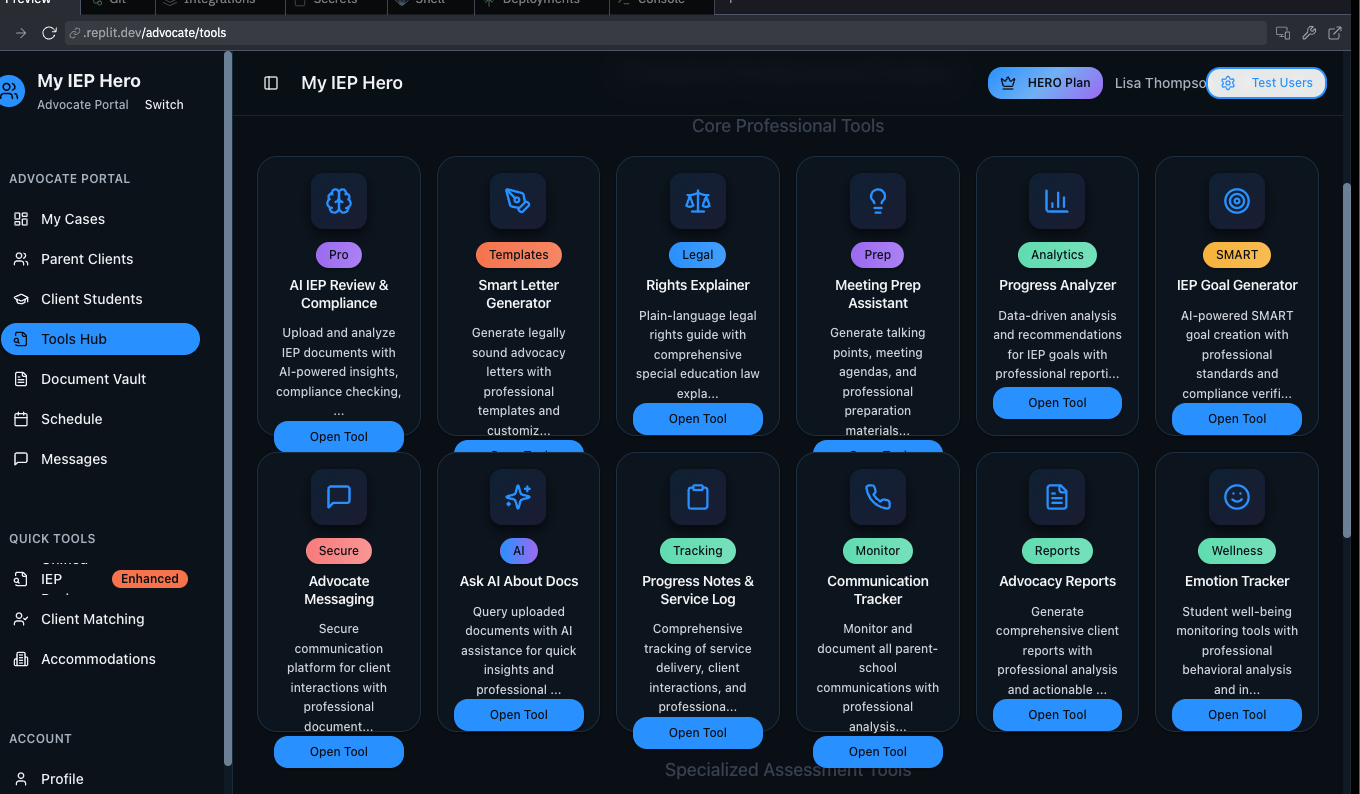 Preview
Git
Integrations
Secrets
Shell
Deployments
Console
.replit.dev/advocate/tools
My IEP Hero
Advocate Portal Switch
My IEP Hero
HERO Plan
Lisa Thompso
Test Users
ADVOCATE PORTAL
My Cases
Parent Clients
Client Students
Tools Hub
Document Vault
Schedule
Messages
QUICK TOOLS
IEP
Enhanced
Client Matching
Accommodations
ACCOUNT
Profile
Core Professional Tools
Pro
AI IEP Review &
Compliance
Upload and analyze
IEP documents with
AI-powered insights,
compliance checking,
...
Open Tool
Templates
Smart Letter
Generator
Generate legally
sound advocacy
letters with
professional
templates and
customiz...
Legal
Rights Explainer
Plain-language legal
rights guide with
comprehensive
special education law
expla...
Open Tool
Prep
Meeting Prep
Assistant
Generate talking
points, meeting
agendas, and
professional
preparation
materials...
Analytics
Progress Analyzer
Data-driven analysis
and recommendations
for IEP goals with
professional reporti...
Open Tool
SMART
IEP Goal Generator
AI-powered SMART
goal creation with
professional
standards and
compliance verifi...
Open Tool
Secure
Advocate
Messaging
Secure
communication
platform for client
interactions with
professional
document...
Open Tool
AI
Ask AI About Docs
Query uploaded
documents with AI
assistance for quick
insights and
professional ...
Open Tool
Tracking
Progress Notes &
Service Log
Comprehensive
tracking of service
delivery, client
interactions, and
professiona...
Open Tool
Monitor
Communication
Tracker
Monitor and
document all parent-
school
communications with
professional
analysis...
Open Tool
Reports
Advocacy Reports
Generate
comprehensive client
reports with
professional analysis
and actionable ...
Open Tool
Wellness
Emotion Tracker
Student well-being
monitoring tools with
professional
behavioral analysis
and in...
Open Tool
Specialized Assessment Tools